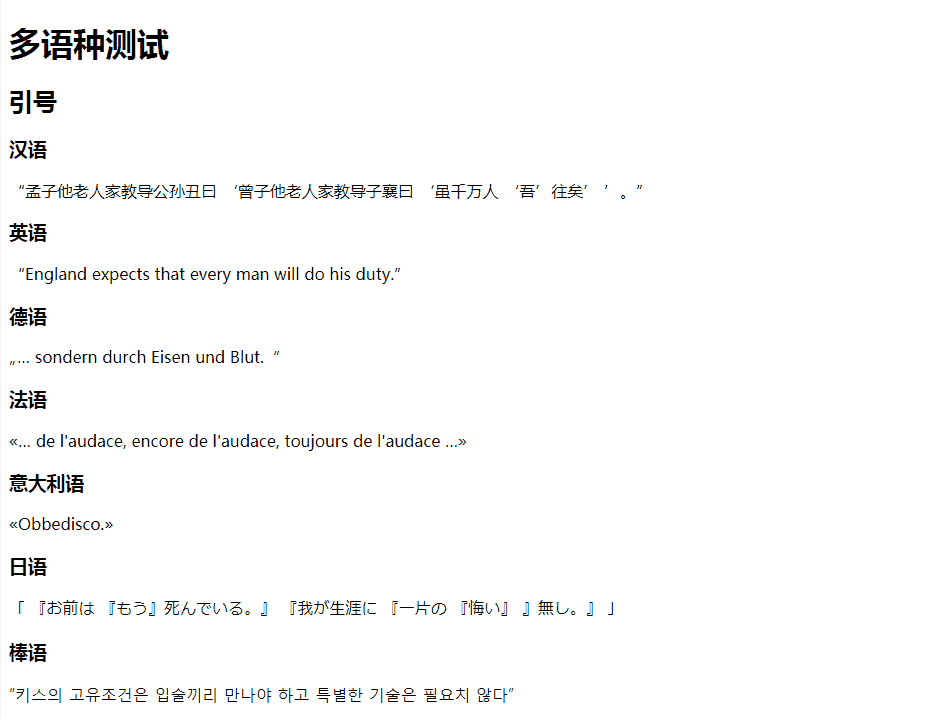 多语种测试
引号
汉语
“孟子他老人家教导公孙丑曰 ‘曾子他老人家教导子襄曰 ‘虽千万人 ‘吾’往矣’ ’。”
英语
“England expects that every man will do his duty.”
德语
„… sondern durch Eisen und Blut. “
法语
«… de l'audace, encore de l'audace, toujours de l'audace …»
意大利语
«Obbedisco.»
日语
「 『お前は 『もう』死んでいる。』 『我が生涯に 『一片の 『悔い』 』無し。』 」
棒语
“키스의 고유조건은 입술끼리 만나야 하고 특별한 기술은 필요치 않다”